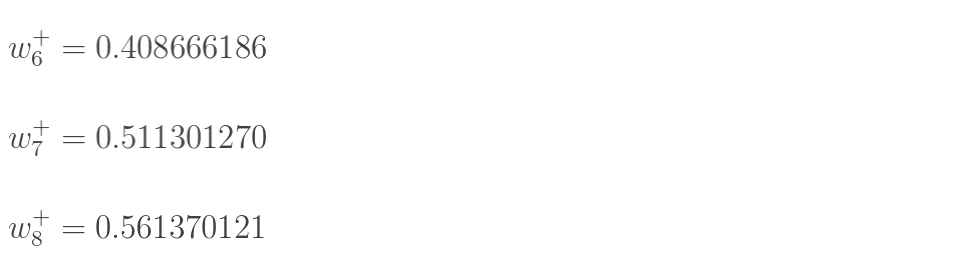 $w_6^+ = 0.408666186$
$w_7^+ = 0.511301270$
$w_8^+ = 0.561370121$